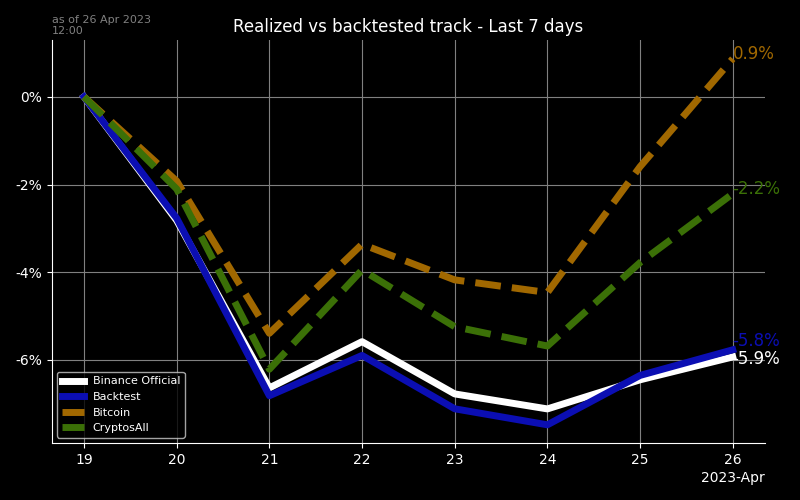 as of 26 Apr 2023
12:00
Realized vs backtested track - Last 7 days
0.9%
0%
-2%
-2.2%
-4%
-5.8%
-5.9%
-6%
Binance Official
Backtest
Bitcoin
CryptosAll
19 20 21 22 23 24 25 26
2023-Apr